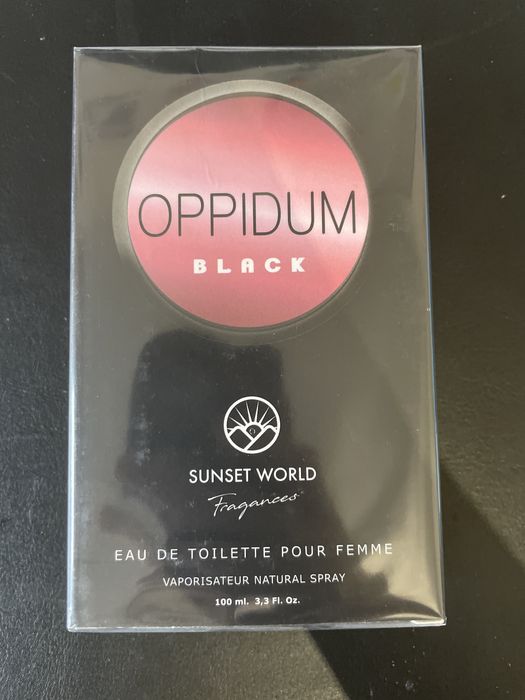 OPPIDUM
BLACK
SUNSET WORLD
Fragances
EAU DE TOILETTE POUR FEMME
VAPORISATEUR NATURAL SPRAY
100 ml. 3,3 Fl. Oz.